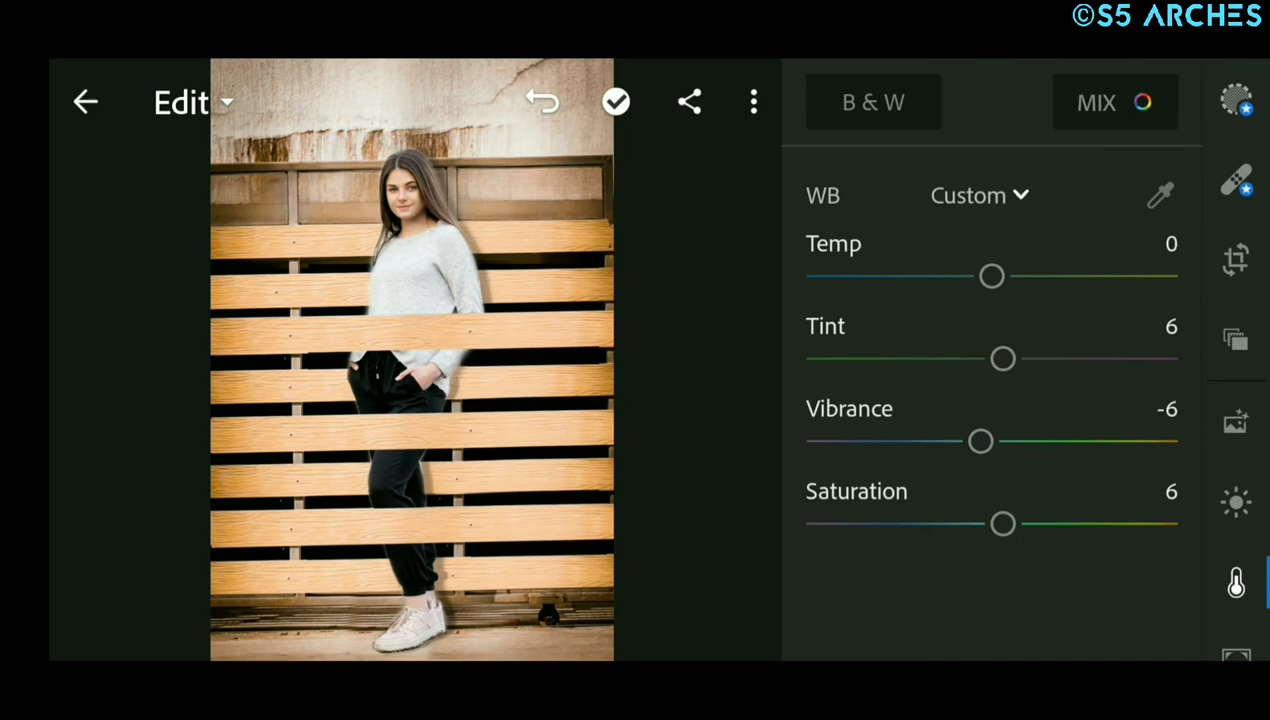 ©S5 ARCHES
Edit
B & W
MIX
WB
Custom
Temp
0
Tint
6
Vibrance
-6
Saturation
6